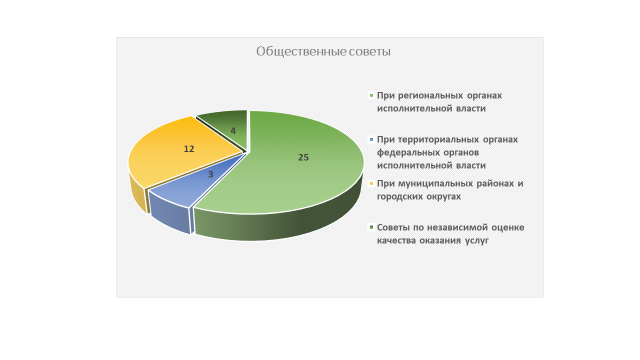 Общественные советы
4
12
25
3
При региональных органах
исполнительной власти
При территориальных органах
федеральных органов
исполнительной власти
При муниципальных районах и
городских округах
Советы по независимой оценке
качества оказания услуг